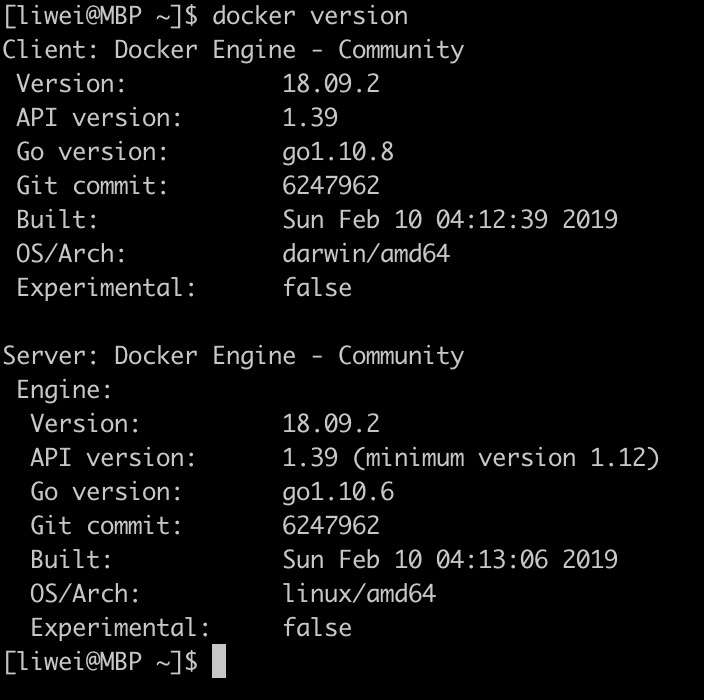 [liwei@MBP ~]$ docker version
Client: Docker Engine - Community
 Version:           18.09.2
 API version:       1.39
 Go version:        go1.10.8
 Git commit:        6247962
 Built:             Sun Feb 10 04:12:39 2019
 OS/Arch:           darwin/amd64
 Experimental:      false

Server: Docker Engine - Community
 Engine:
  Version:          18.09.2
  API version:      1.39 (minimum version 1.12)
  Go version:       go1.10.6
  Git commit:       6247962
  Built:            Sun Feb 10 04:13:06 2019
  OS/Arch:          linux/amd64
  Experimental:     false
[liwei@MBP ~]$